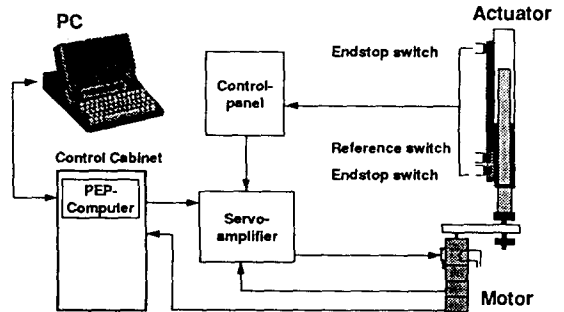 Actuator
PC
Endstop switch
Control-
panel
Reference switch
Endstop switch
Control Cabinet
PEP-
Computer
Servo-
amplifier
Motor